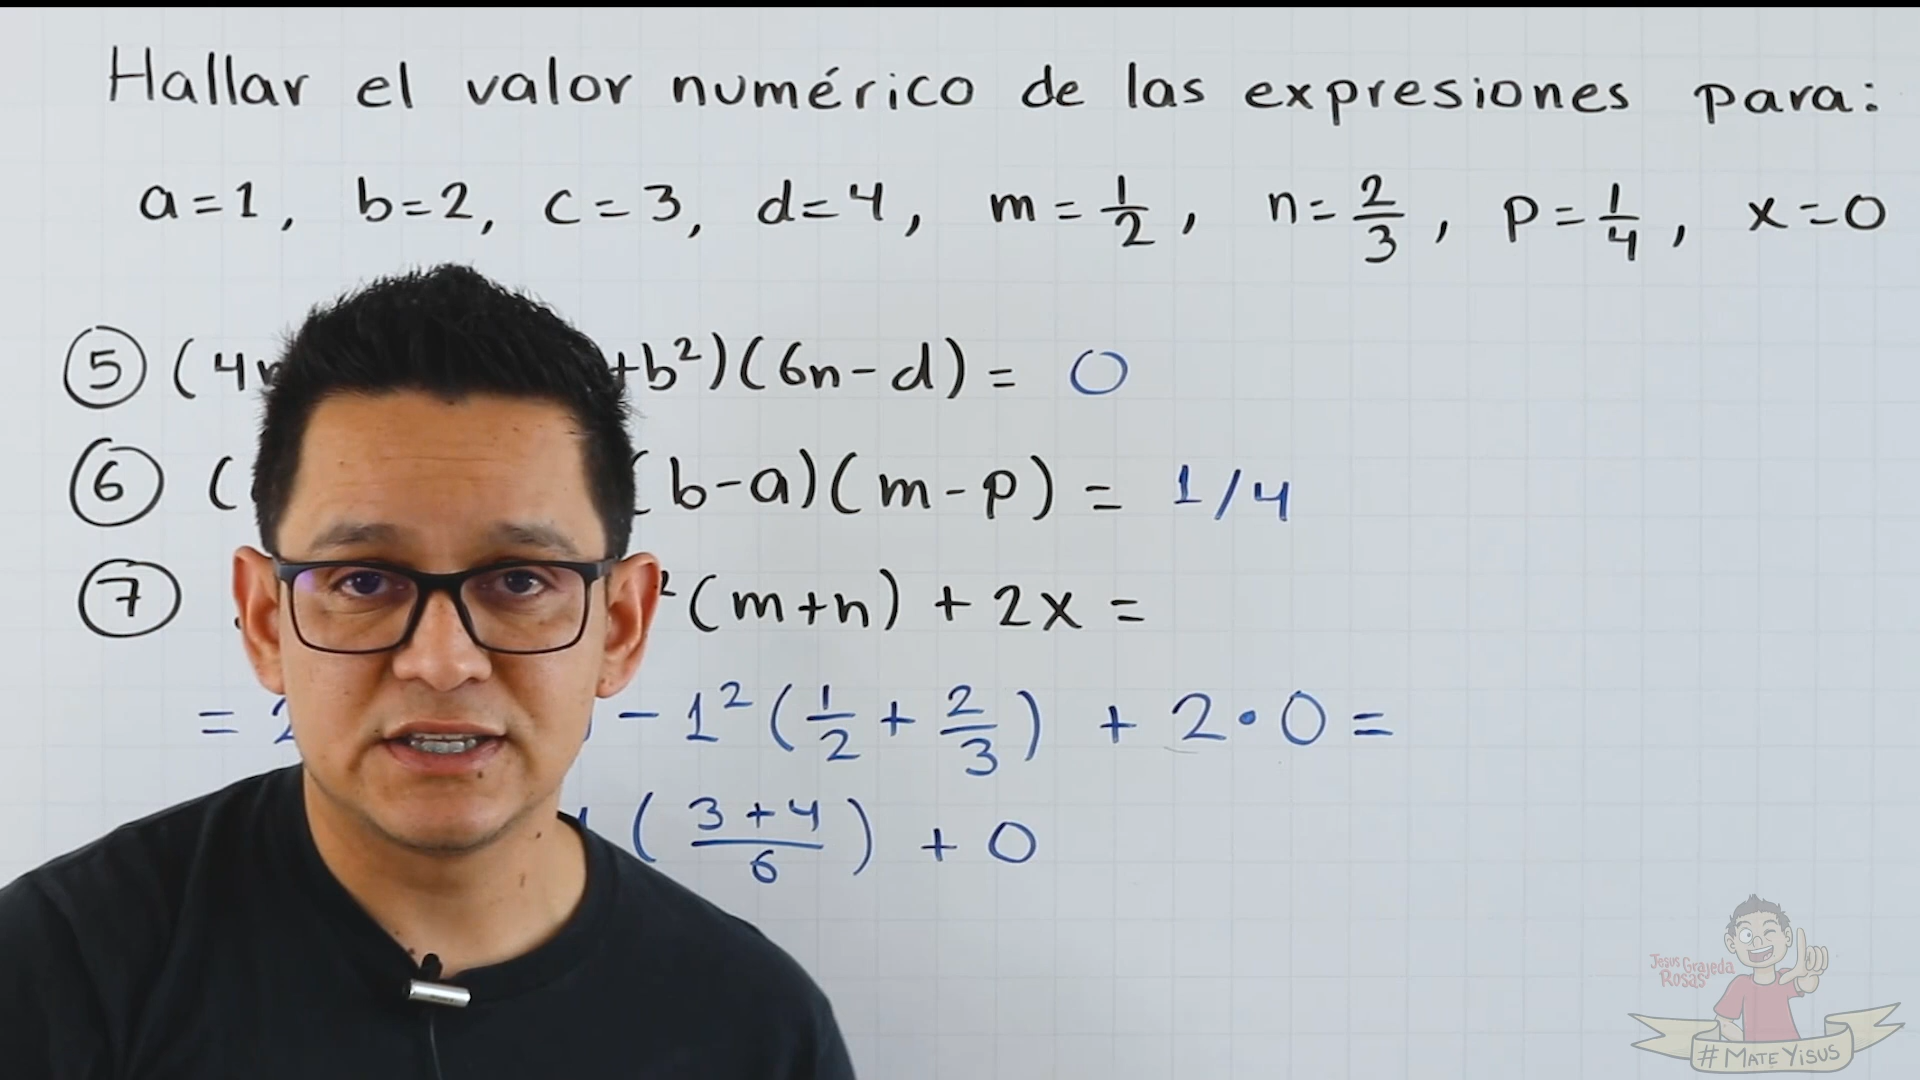 Hallar el valor numérico de las expresiones para:
a=1, b=2, c=3, d=4, m=1/2, n=2/3, p=1/4, x=0
⑤ (4 +b²)(6n-d) = 0
⑥ ( (b-a)(m-p) = 1/4
⑦ ²(m+n) + 2x =
= 2 ) - 1²(1/2 + 2/3) + 2•0 =
( (3+4)/6 ) + 0
Jesus Grajeda
Rosas
#MATEYISUS